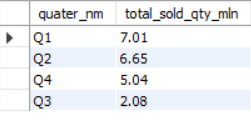 quater_nm total_sold_qty_mln
Q1 7.01
Q2 6.65
Q4 5.04
Q3 2.08